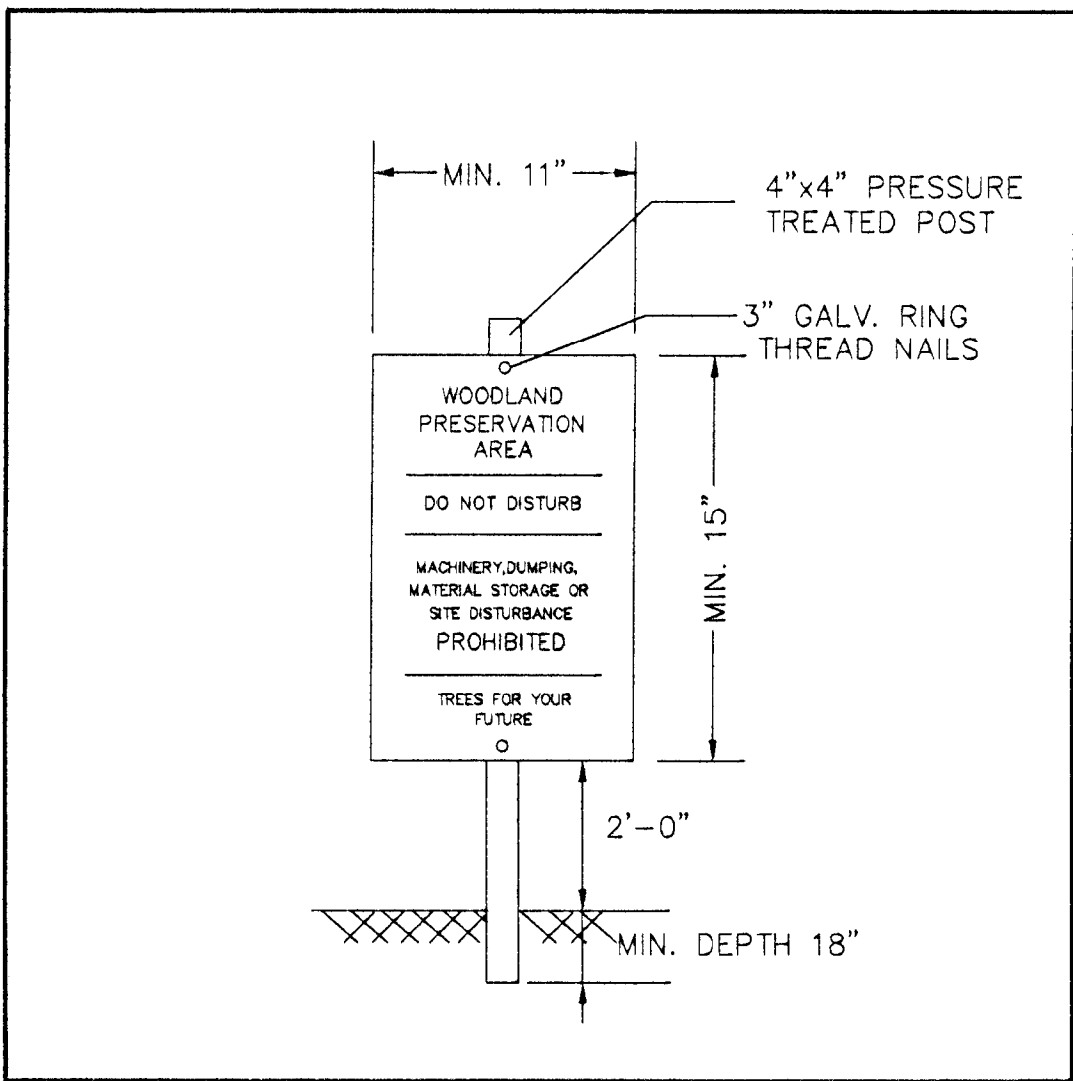 MIN. 11"
4"x4" PRESSURE
TREATED POST
3" GALV. RING
THREAD NAILS
WOODLAND
PRESERVATION
AREA
DO NOT DISTURB
MACHINERY,DUMPING,
MATERIAL STORAGE OR
SITE DISTURBANCE
PROHIBITED
TREES FOR YOUR
FUTURE
MIN. 15"
2'-0"
MIN. DEPTH 18"